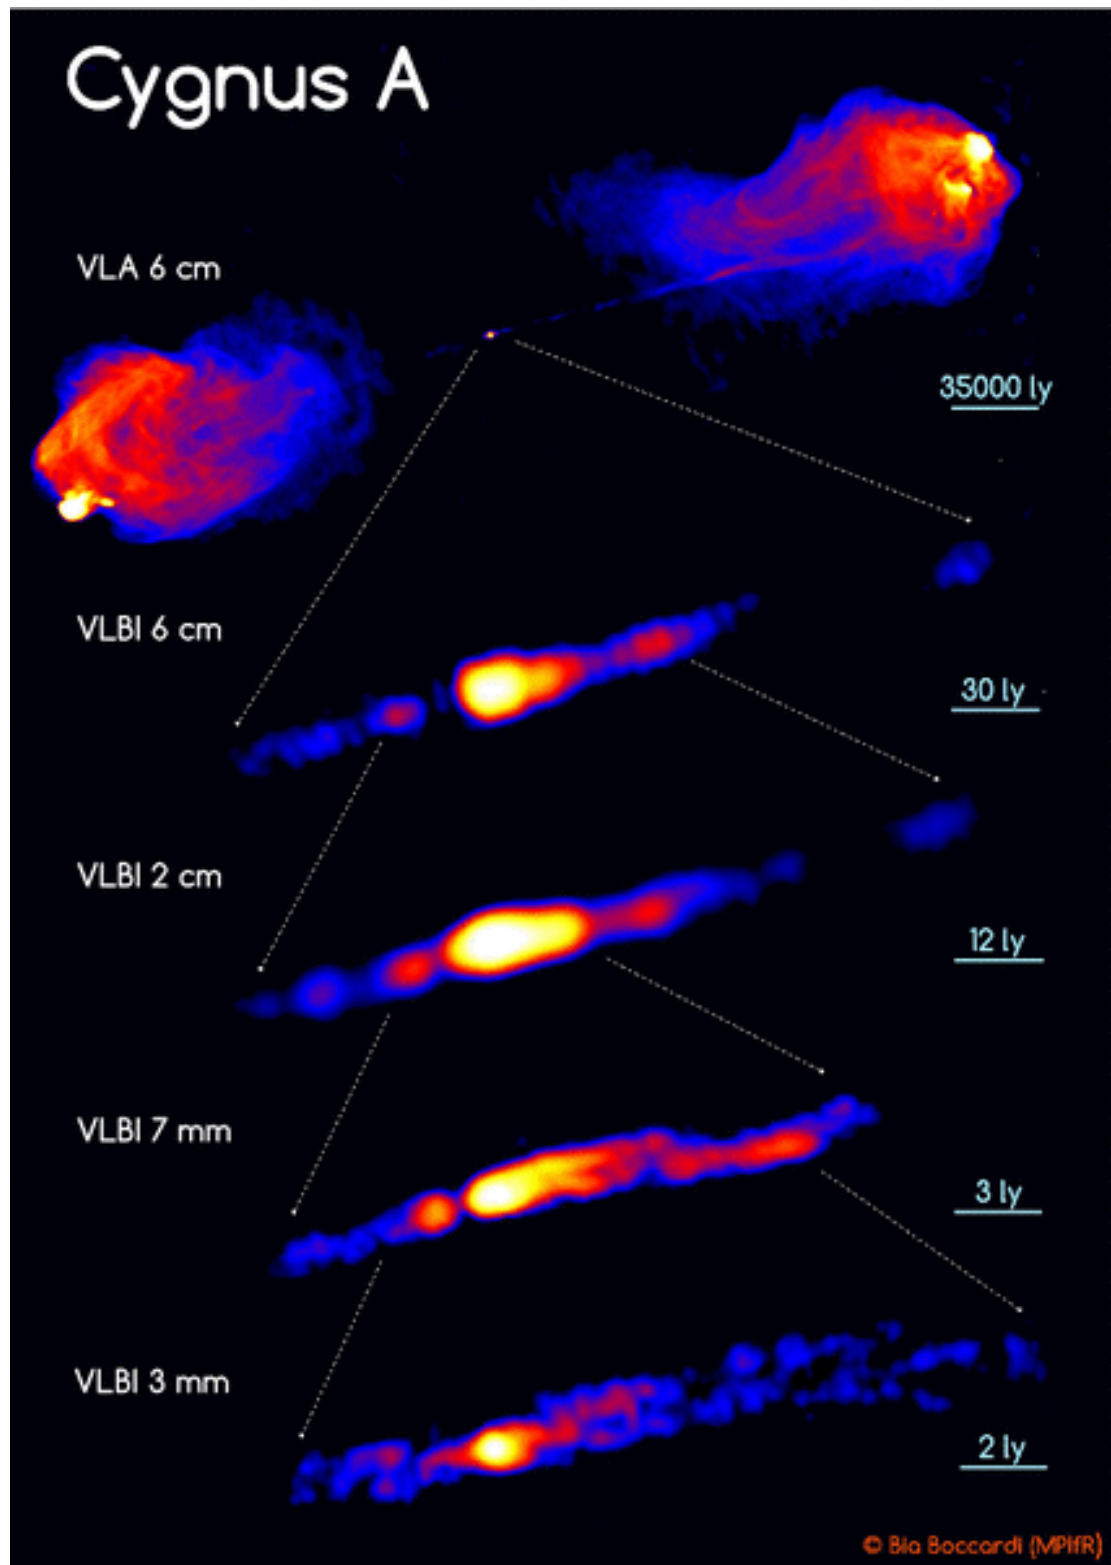 Cygnus A
VLA 6 cm
35000 ly
VLBI 6 cm
30 ly
VLBI 2 cm
12 ly
VLBI 7 mm
3 ly
VLBI 3 mm
2 ly
© Bia Boccardi (MPIfR)